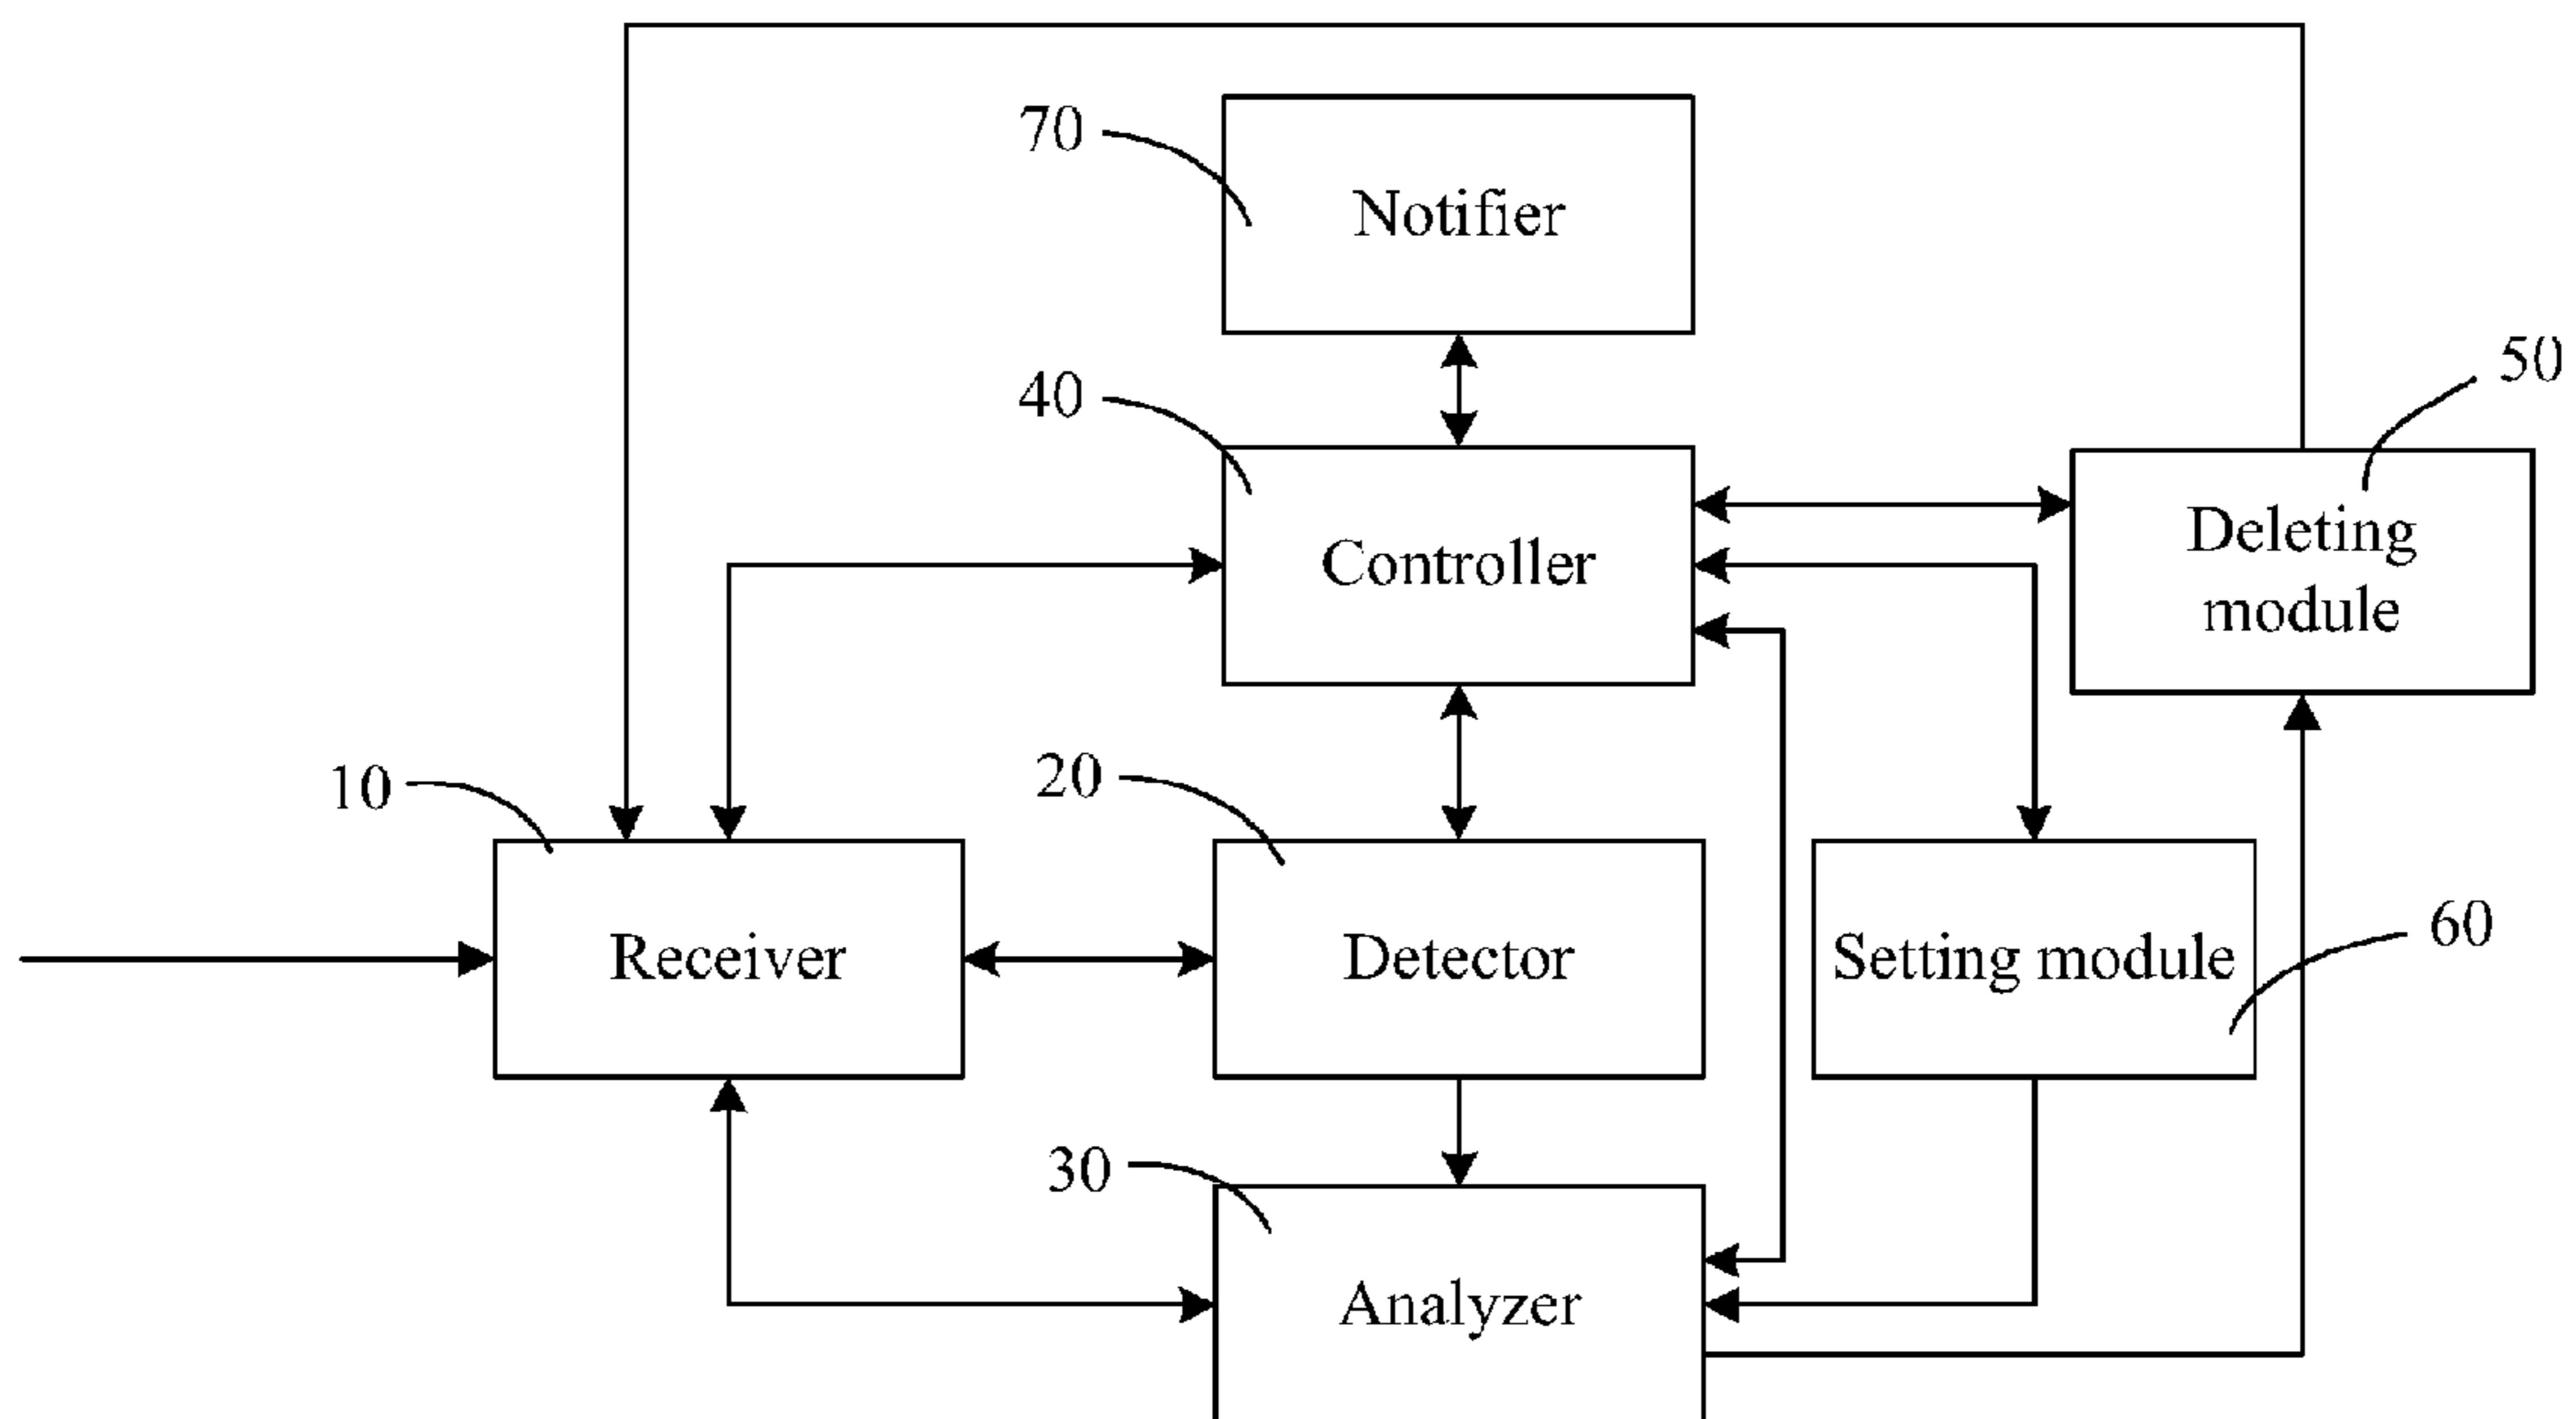 70
Notifier
50
40
Controller
Deleting
module
10
20
Receiver
Detector
Setting module
60
30
Analyzer